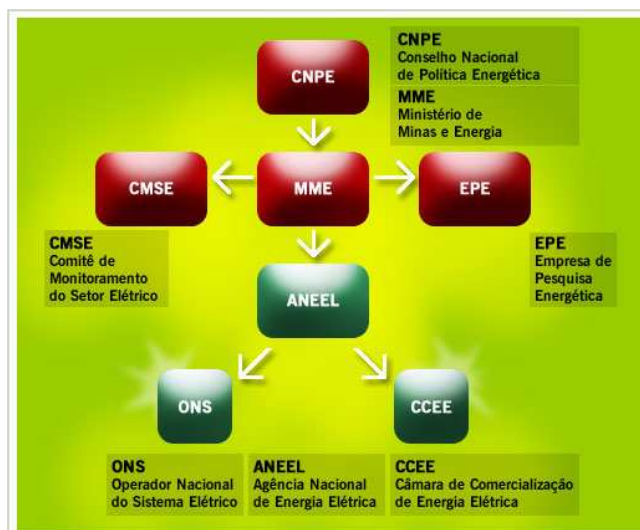 CNPE
CNPE
Conselho Nacional
de Política Energética
MME
Ministério de
Minas e Energia
CMSE
MME
EPE
CMSE
Comitê de
Monitoramento
do Setor Elétrico
EPE
Empresa de
Pesquisa
Energética
ANEEL
ONS
CCEE
ONS
Operador Nacional
do Sistema Elétrico
ANEEL
Agência Nacional
de Energia Elétrica
CCEE
Câmara de Comercialização
de Energia Elétrica